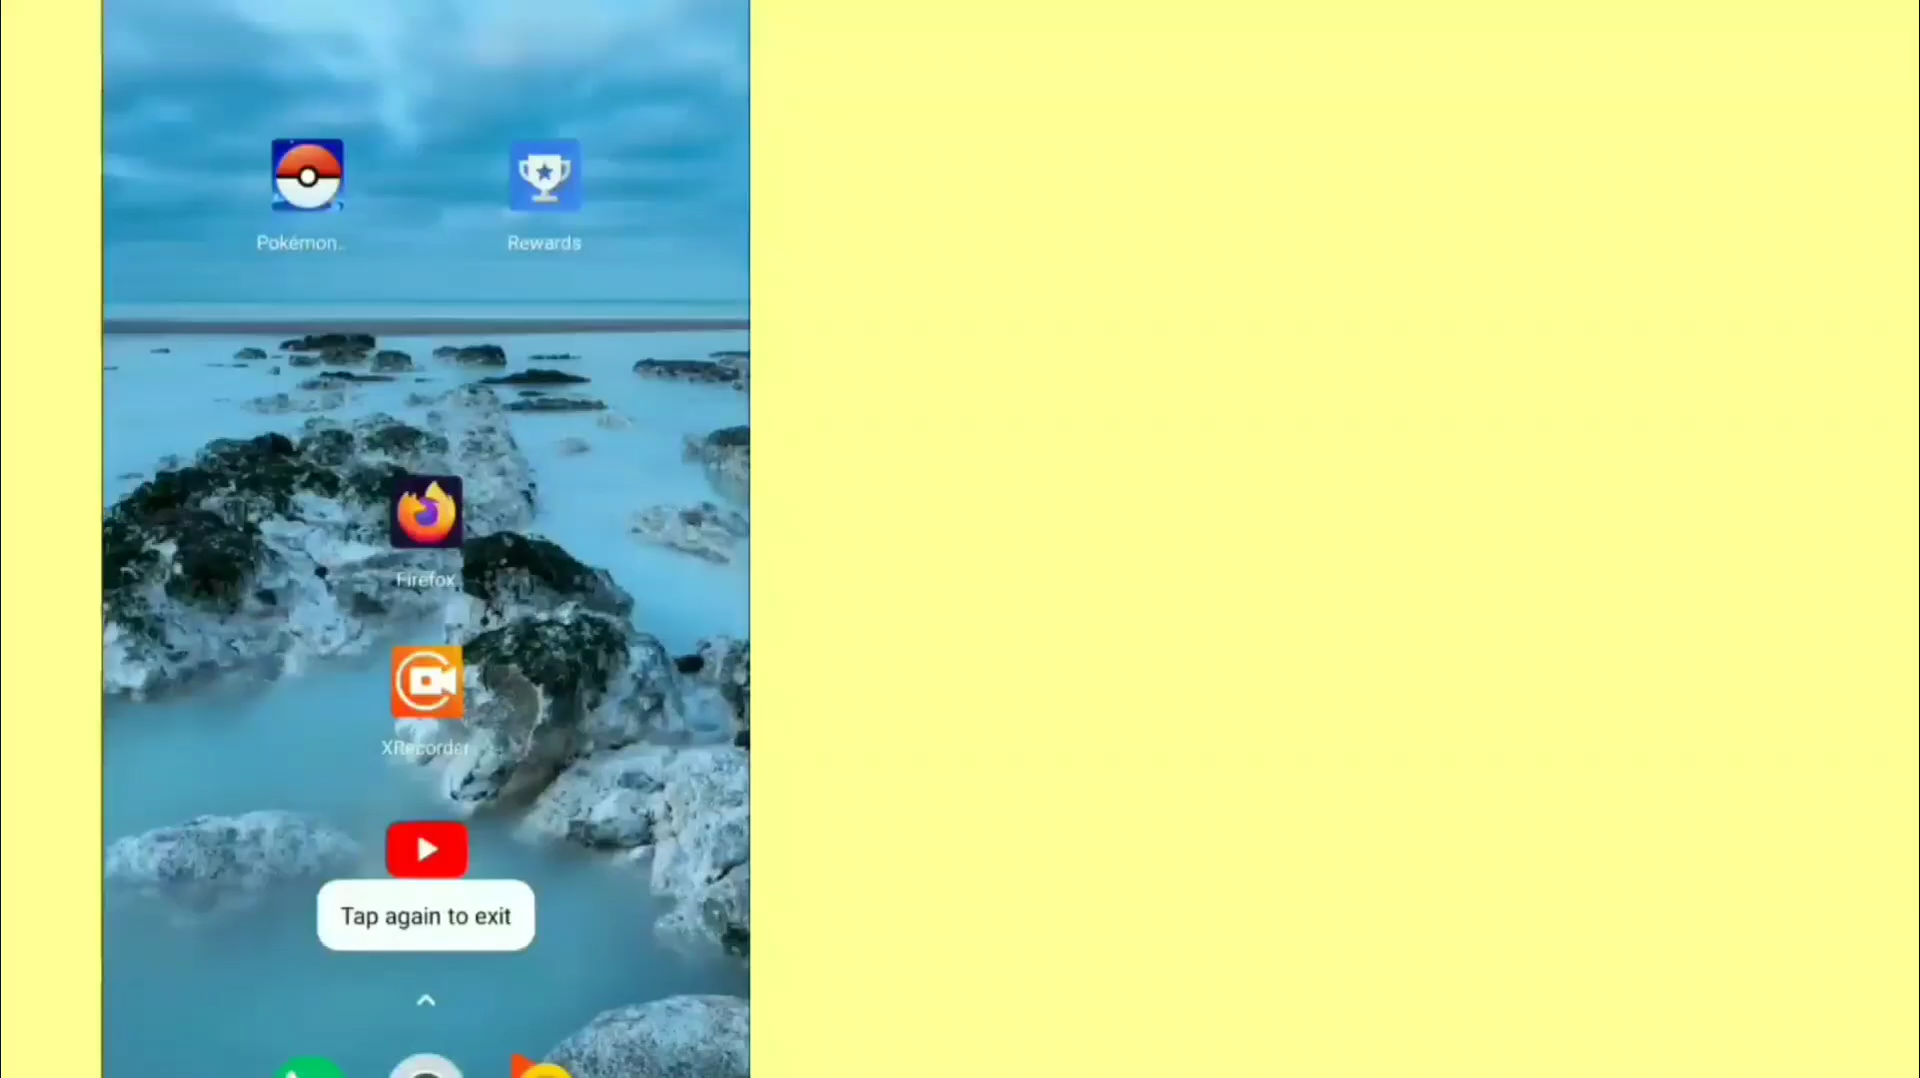 Pokémon..
Rewards
Firefox
XRecorder
Tap again to exit